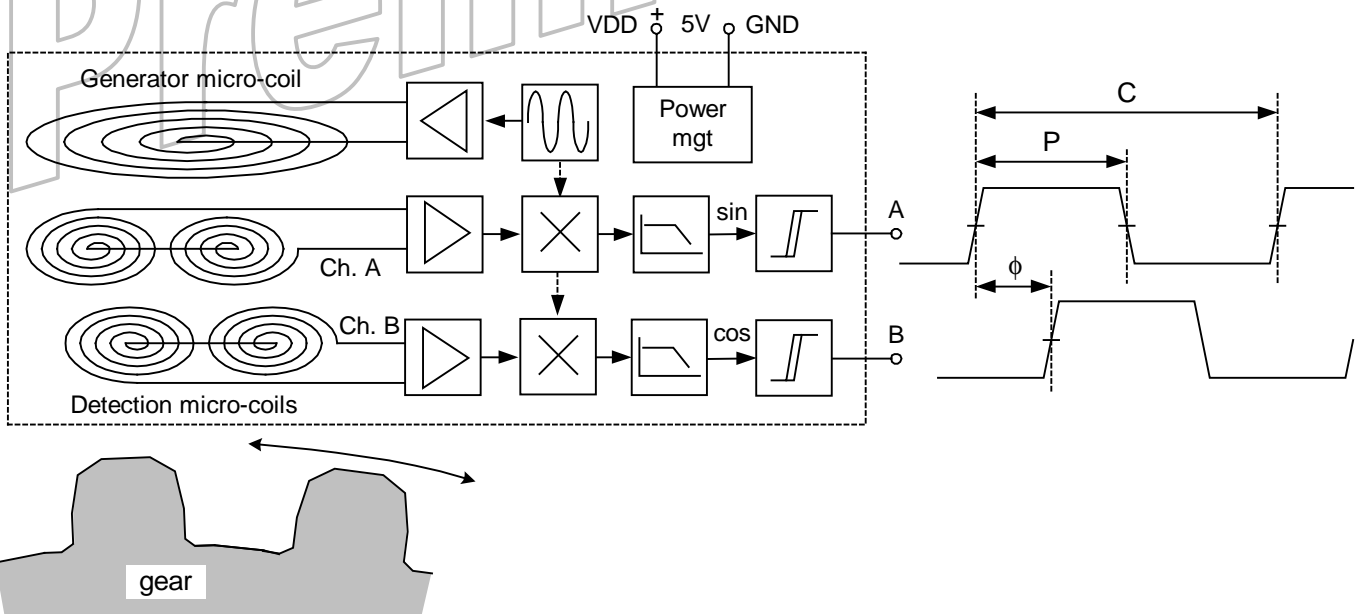 VDD + 5V GND
Generator micro-coil
Power
mgt
C
P
sin
A
Ch. A
ϕ
Ch. B
cos
B
Detection micro-coils
gear